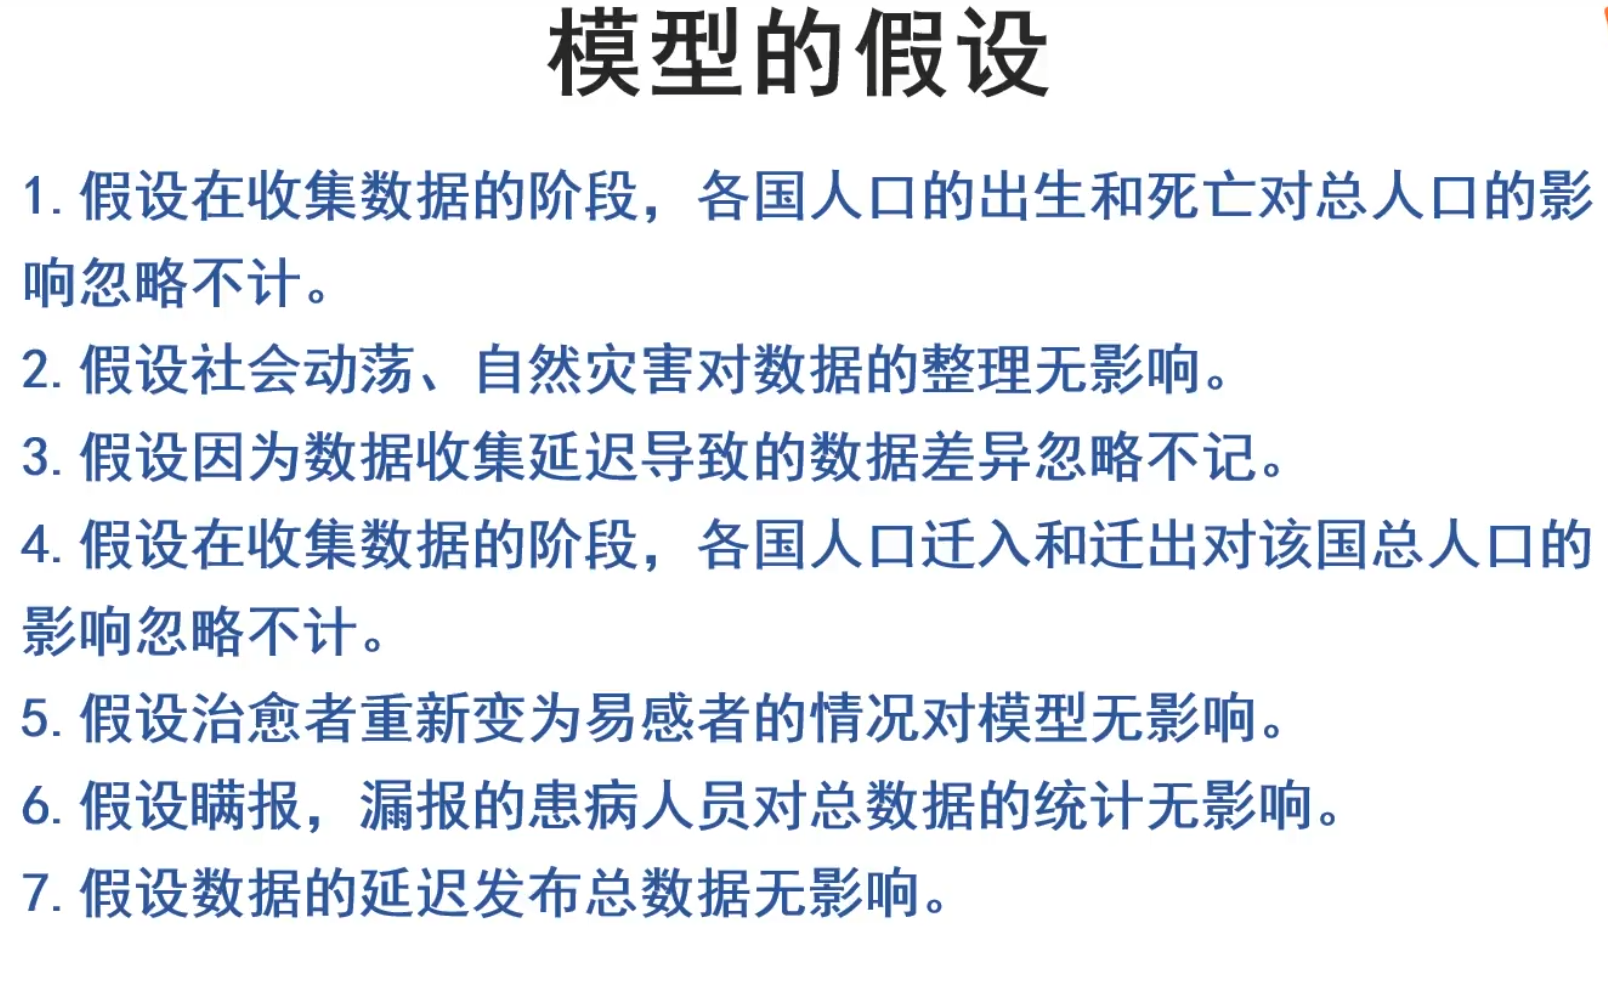 模型的假设
1. 假设在收集数据的阶段，各国人口的出生和死亡对总人口的影
响忽略不计。
2. 假设社会动荡、自然灾害对数据的整理无影响。
3. 假设因为数据收集延迟导致的数据差异忽略不记。
4. 假设在收集数据的阶段，各国人口迁入和迁出对该国总人口的
影响忽略不计。
5. 假设治愈者重新变为易感者的情况对模型无影响。
6. 假设瞒报，漏报的患病人员对总数据的统计无影响。
7. 假设数据的延迟发布总数据无影响。